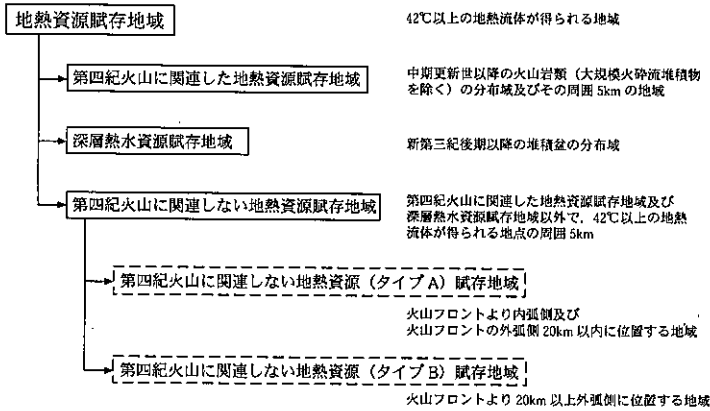 地熱資源賦存地域
42℃以上の地熱流体が得られる地域
第四紀火山に関連した地熱資源賦存地域
中期更新世以降の火山岩類（大規模火砕流堆積物
を除く）の分布域及びその周囲 5km の地域
深層熱水資源賦存地域
新第三紀後期以降の堆積盆の分布域
第四紀火山に関連しない地熱資源賦存地域
第四紀火山に関連した地熱資源賦存地域及び
深層熱水資源賦存地域以外で，42℃以上の地熱
流体が得られる地点の周囲 5km
第四紀火山に関連しない地熱資源（タイプ A）賦存地域
火山フロントより内弧側及び
火山フロントの外弧側 20km 以内に位置する地域
第四紀火山に関連しない地熱資源（タイプ B）賦存地域
火山フロントより 20km 以上外弧側に位置する地域